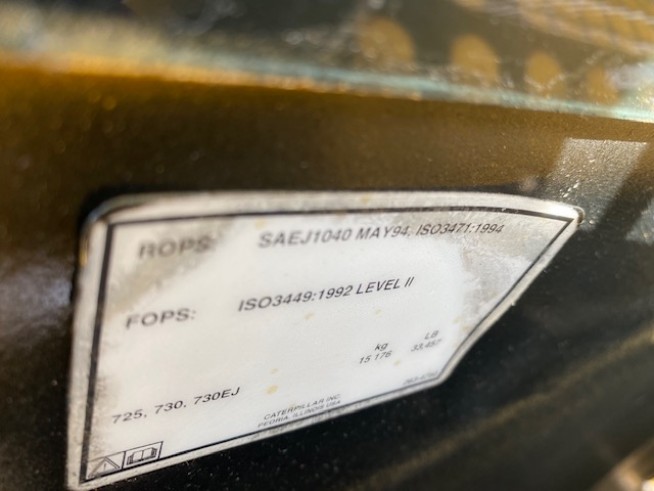 ROPS: SAEJ1040 MAY94, ISO3471:1994
FOPS: ISO3449:1992 LEVEL II
kg LB
15 176 33,457
725, 730, 730EJ
CATERPILLAR INC.
PEORIA, ILLINOIS USA